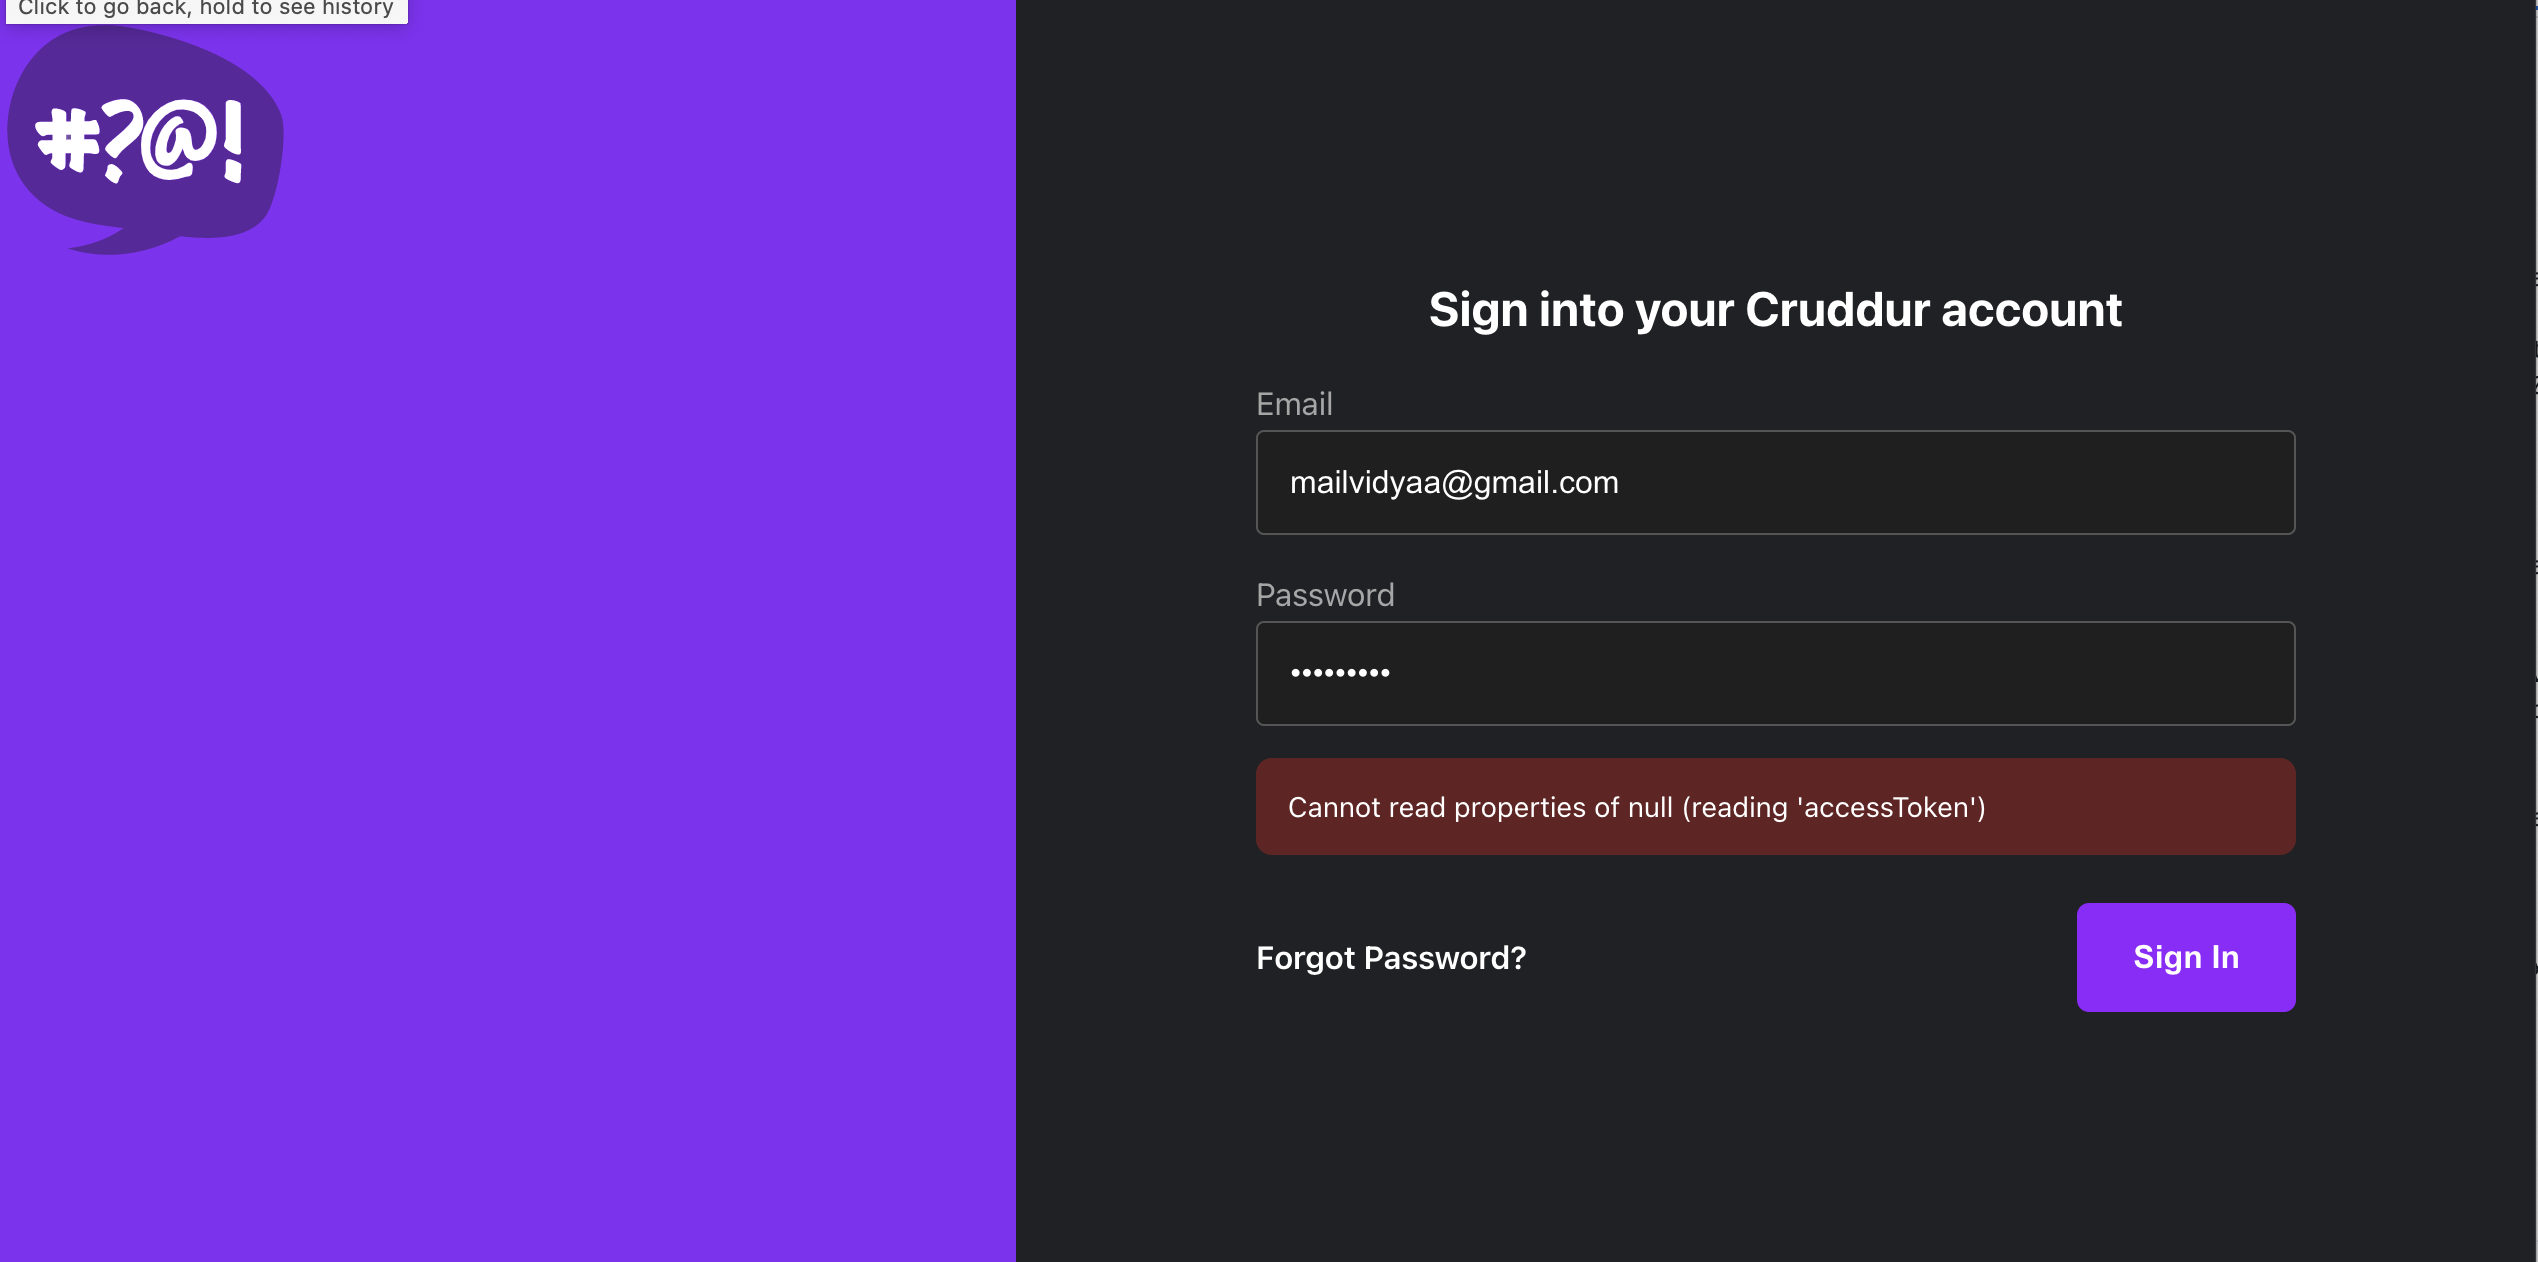 Click to go back, hold to see history
#?@!
Sign into your Cruddur account
Email
mailvidyaa@gmail.com
Password
•••••••••
Cannot read properties of null (reading 'accessToken')
Forgot Password?
Sign In